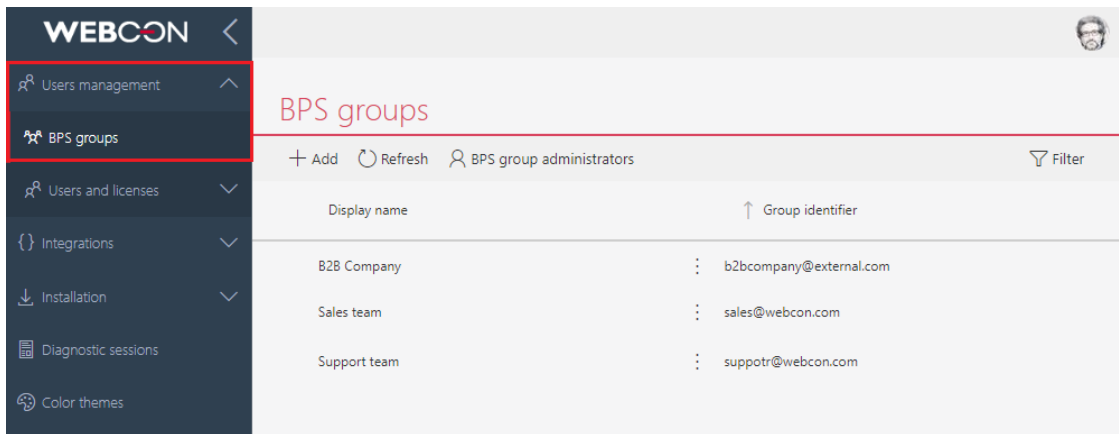 WEBCON
Users management
BPS groups
Users and licenses
{} Integrations
Installation
Diagnostic sessions
Color themes
BPS groups
+ Add Refresh BPS group administrators Filter
Display name ↑ Group identifier
B2B Company ⋮ b2bcompany@external.com
Sales team ⋮ sales@webcon.com
Support team ⋮ suppotr@webcon.com